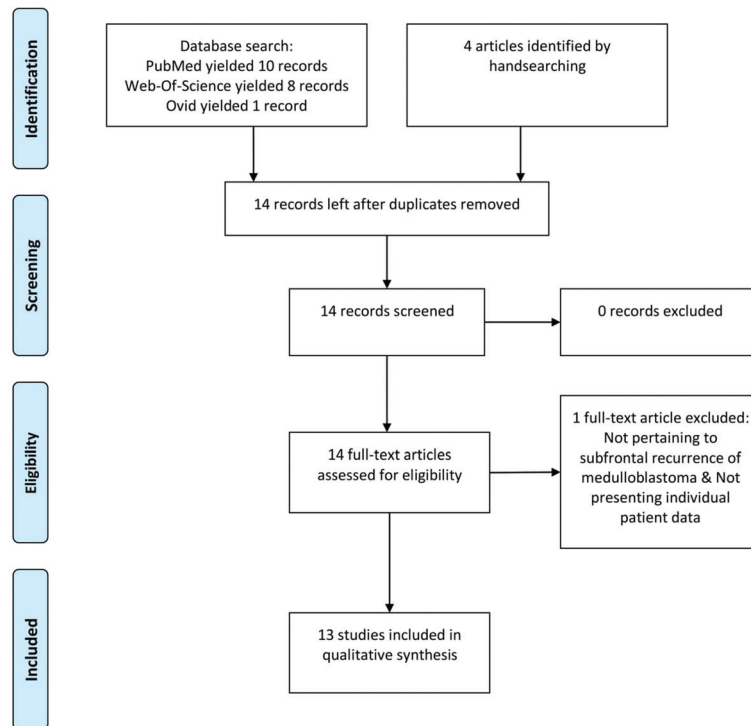 Identification
Database search:
PubMed yielded 10 records
Web-Of-Science yielded 8 records
Ovid yielded 1 record
4 articles identified by
handsearching
14 records left after duplicates removed
Screening
14 records screened
0 records excluded
Eligibility
14 full-text articles
assessed for eligibility
1 full-text article excluded:
Not pertaining to
subfrontal recurrence of
medulloblastoma & Not
presenting individual
patient data
Included
13 studies included in
qualitative synthesis